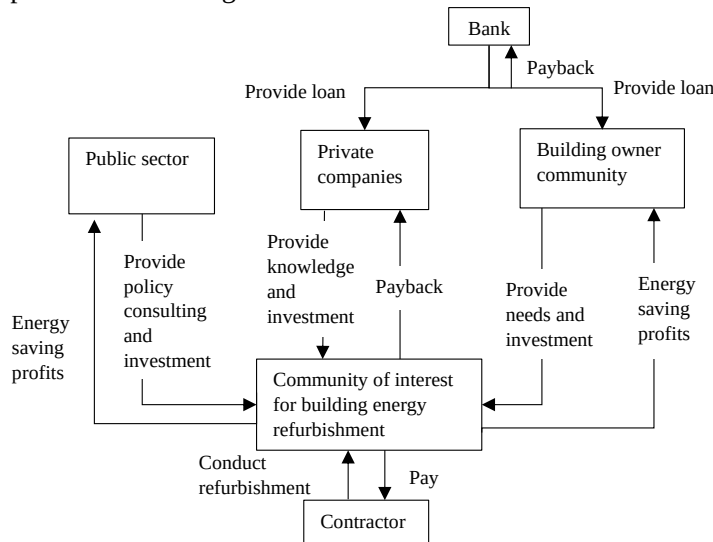 Bank
Payback
Provide loan
Provide loan
Public sector
Private
companies
Building owner
community
Provide
policy
consulting
and
investment
Provide
knowledge
and
investment
Payback
Provide
needs and
investment
Energy
saving
profits
Energy
saving
profits
Community of interest
for building energy
refurbishment
Conduct
refurbishment
Pay
Contractor